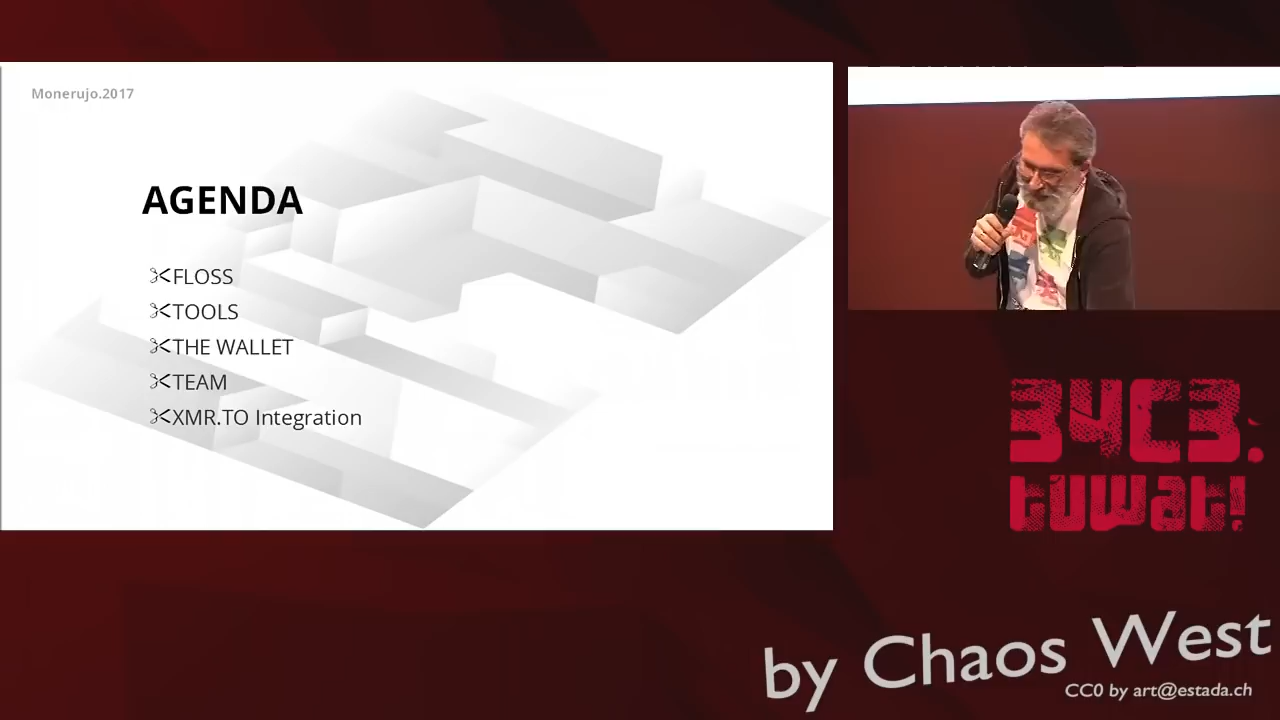 Monerujo.2017
AGENDA
FLOSS
TOOLS
THE WALLET
TEAM
XMR.TO Integration
34C3:
tuwat!
by Chaos West
CC0 by art@estada.ch